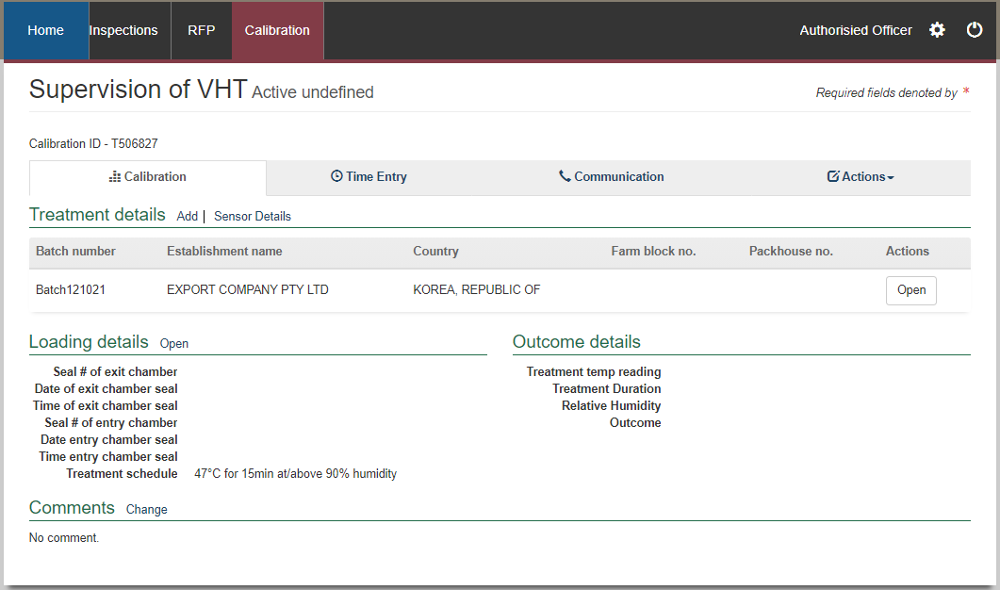 Home Inspections RFP Calibration Authorisied Officer
Supervision of VHT Active undefined
Required fields denoted by *
Calibration ID - T506827
Calibration Time Entry Communication Actions
Treatment details Add | Sensor Details
Batch number Establishment name Country Farm block no. Packhouse no. Actions
Batch121021 EXPORT COMPANY PTY LTD KOREA, REPUBLIC OF Open
Loading details Open
Seal # of exit chamber
Date of exit chamber seal
Time of exit chamber seal
Seal # of entry chamber
Date entry chamber seal
Time entry chamber seal
Treatment schedule 47°C for 15min at/above 90% humidity
Outcome details
Treatment temp reading
Treatment Duration
Relative Humidity
Outcome
Comments Change
No comment.